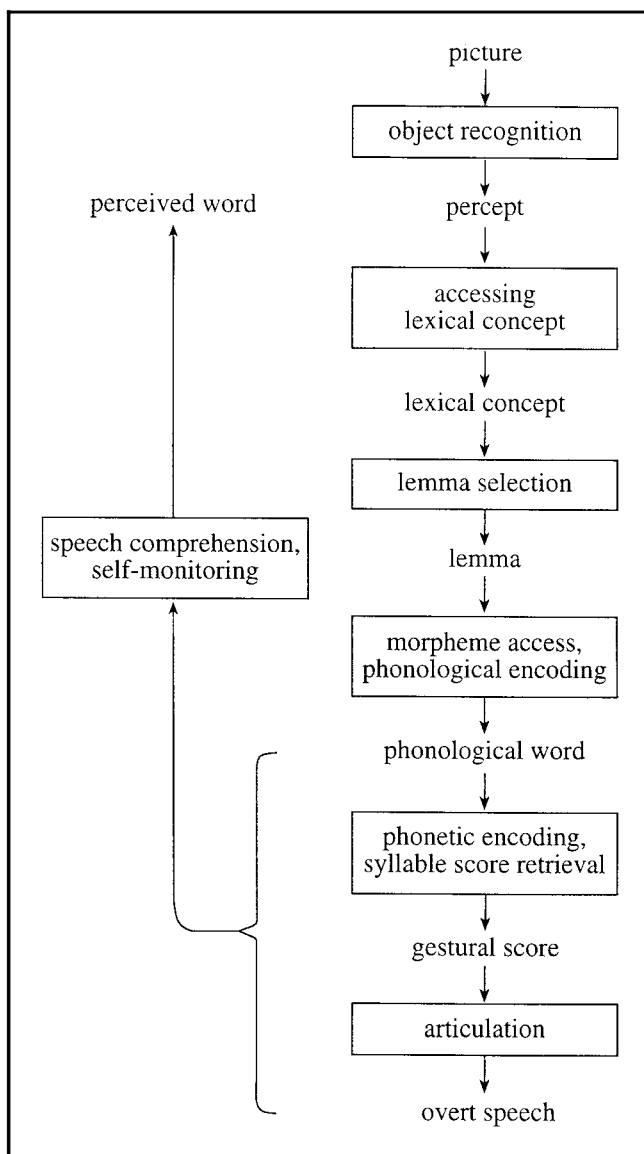 picture
object recognition
perceived word
percept
accessing
lexical concept
lexical concept
lemma selection
speech comprehension,
self-monitoring
lemma
morpheme access,
phonological encoding
phonological word
phonetic encoding,
syllable score retrieval
gestural score
articulation
overt speech